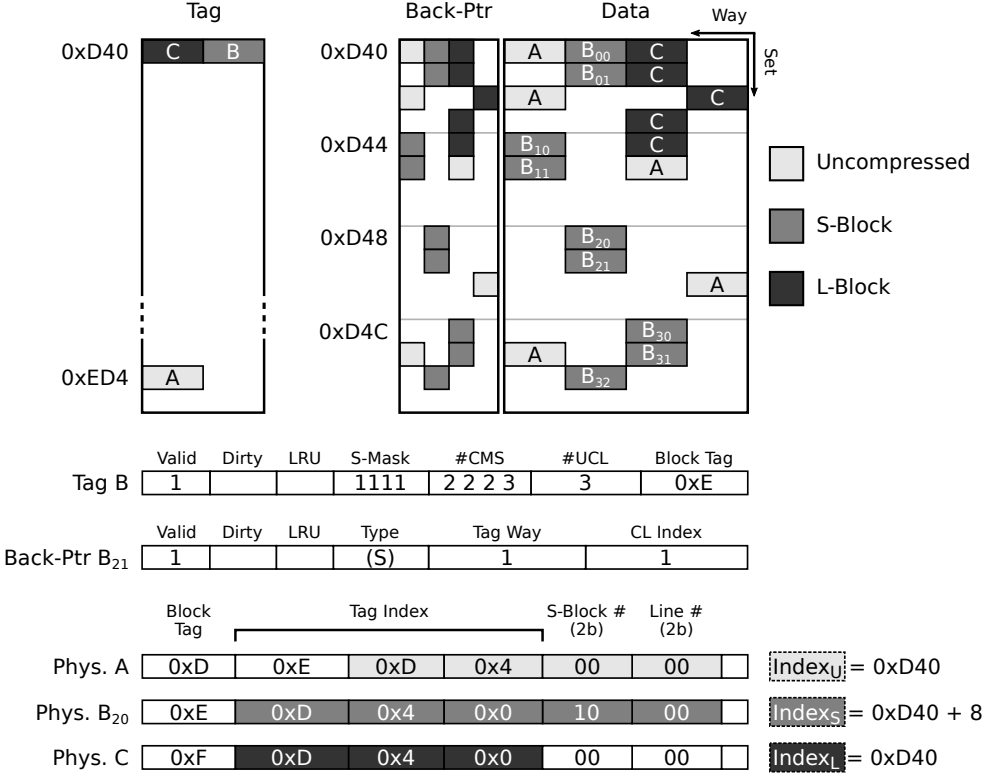 Tag Back-Ptr Data Way
Set
0xD40 C B 0xD40 A B00 C
B01 C
A C
C
0xD44 B10 C
B11 A
Uncompressed
0xD48 B20
S-Block
B21
A
L-Block
0xD4C B30
A B31
0xED4 A B32
Valid Dirty LRU S-Mask #CMS #UCL Block Tag
Tag B 1 1111 2 2 2 3 3 0xE
Valid Dirty LRU Type Tag Way CL Index
Back-Ptr B21 1 (S) 1 1
Block Tag Tag Index S-Block # (2b) Line # (2b)
Phys. A 0xD 0xE 0xD 0x4 00 00 IndexU = 0xD40
Phys. B20 0xE 0xD 0x4 0x0 10 00 IndexS = 0xD40 + 8
Phys. C 0xF 0xD 0x4 0x0 00 00 IndexL = 0xD40